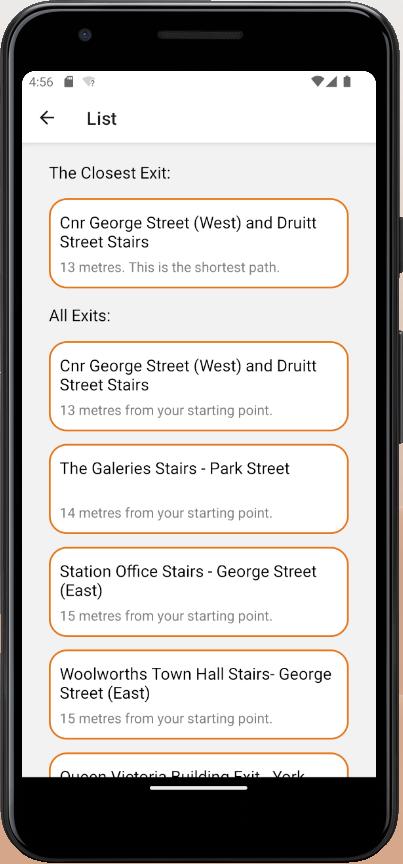 4:56
List
The Closest Exit:
Cnr George Street (West) and Druitt
Street Stairs
13 metres. This is the shortest path.
All Exits:
Cnr George Street (West) and Druitt
Street Stairs
13 metres from your starting point.
The Galeries Stairs - Park Street
14 metres from your starting point.
Station Office Stairs - George Street
(East)
15 metres from your starting point.
Woolworths Town Hall Stairs- George
Street (East)
15 metres from your starting point.
Queen Victoria Building Exit - York